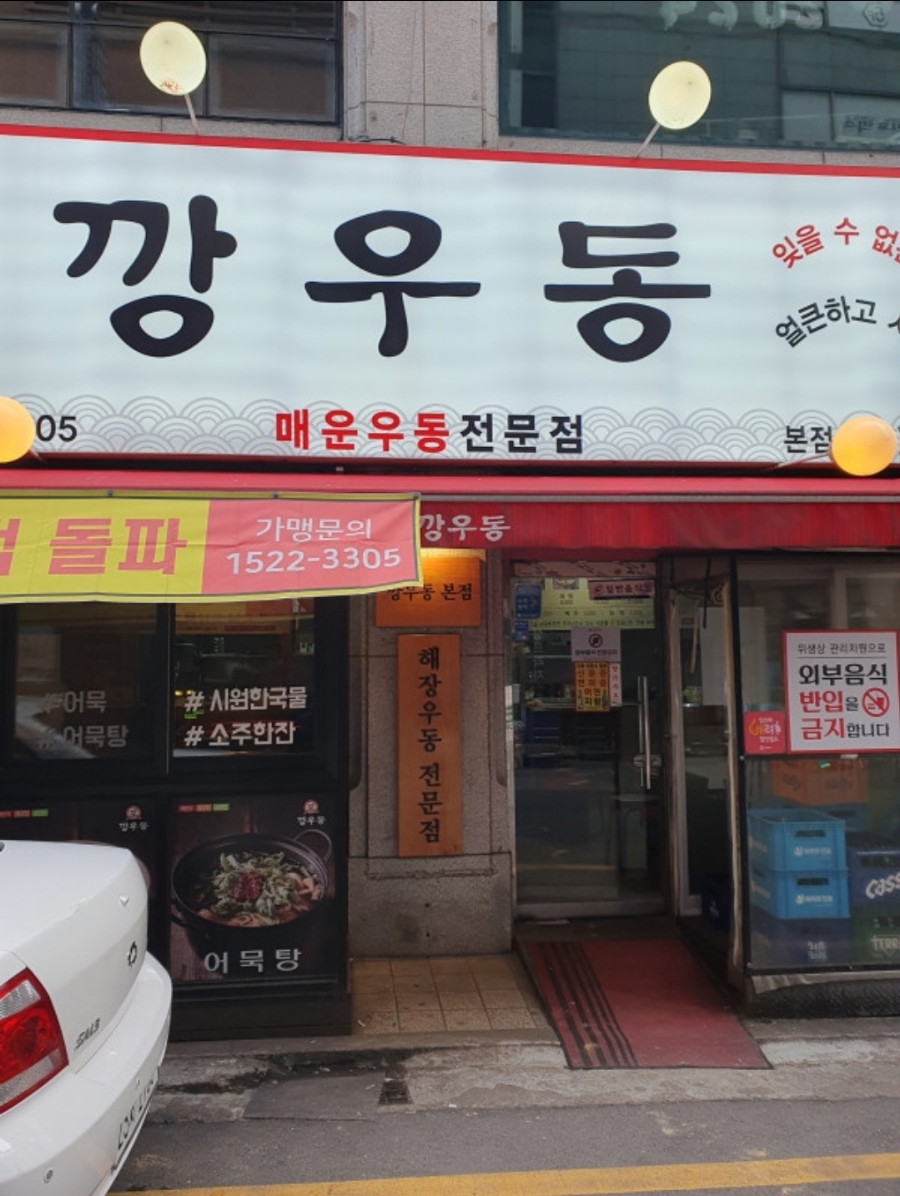 깡우동
잊을 수 없는
얼큰하고
05
매운우동전문점
본점
돌파
가맹문의
1522-3305
깡우동
깡우동 본점
해장우동 전문점
#어묵
#어묵탕
# 시원한국물
# 소주한잔
깡우동
깡우동
어묵탕
위생상 관리차원으로
외부음식
반입을
금지합니다
Cass
TERRA